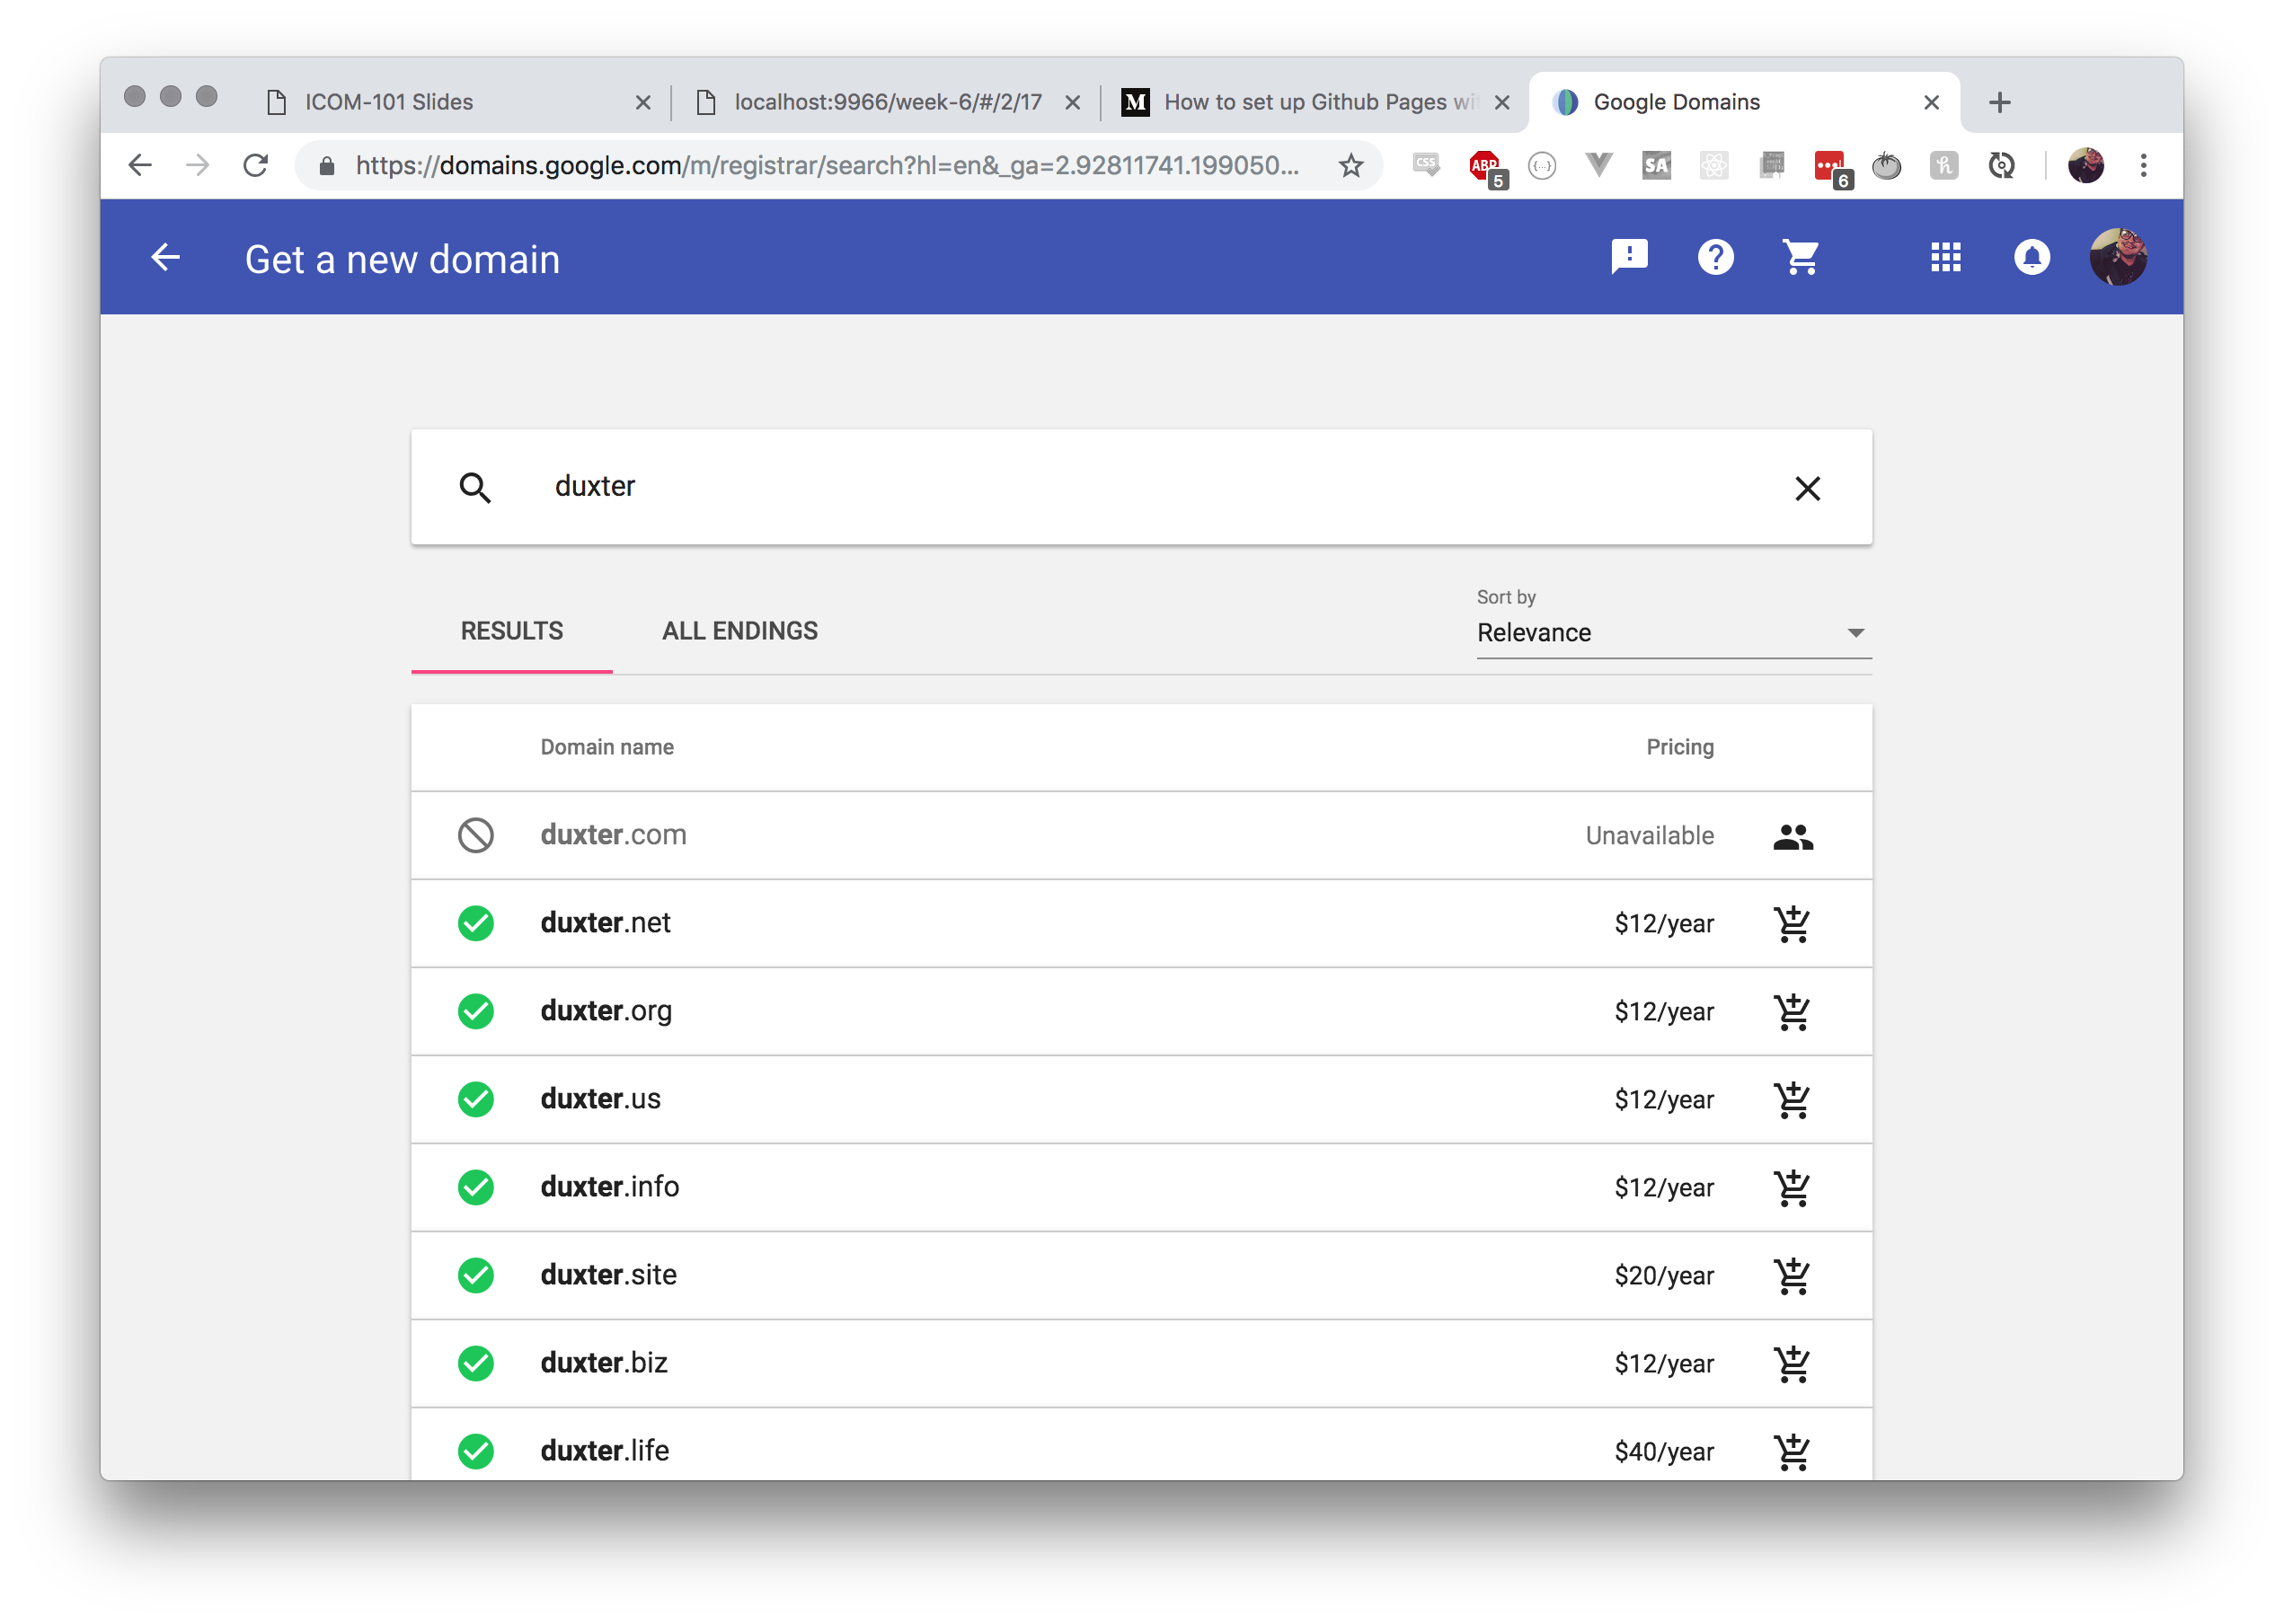 ICOM-101 Slides
localhost:9966/week-6/#/2/17
M
How to set up Github Pages wi
Google Domains
https://domains.google.com/m/registrar/search?hl=en&_ga=2.92811741.199050...
CSS
ABP
5
{...}
SA
6
h
Get a new domain
duxter
RESULTS
ALL ENDINGS
Sort by
Relevance
Domain name
Pricing
duxter.com
Unavailable
duxter.net
$12/year
duxter.org
$12/year
duxter.us
$12/year
duxter.info
$12/year
duxter.site
$20/year
duxter.biz
$12/year
duxter.life
$40/year